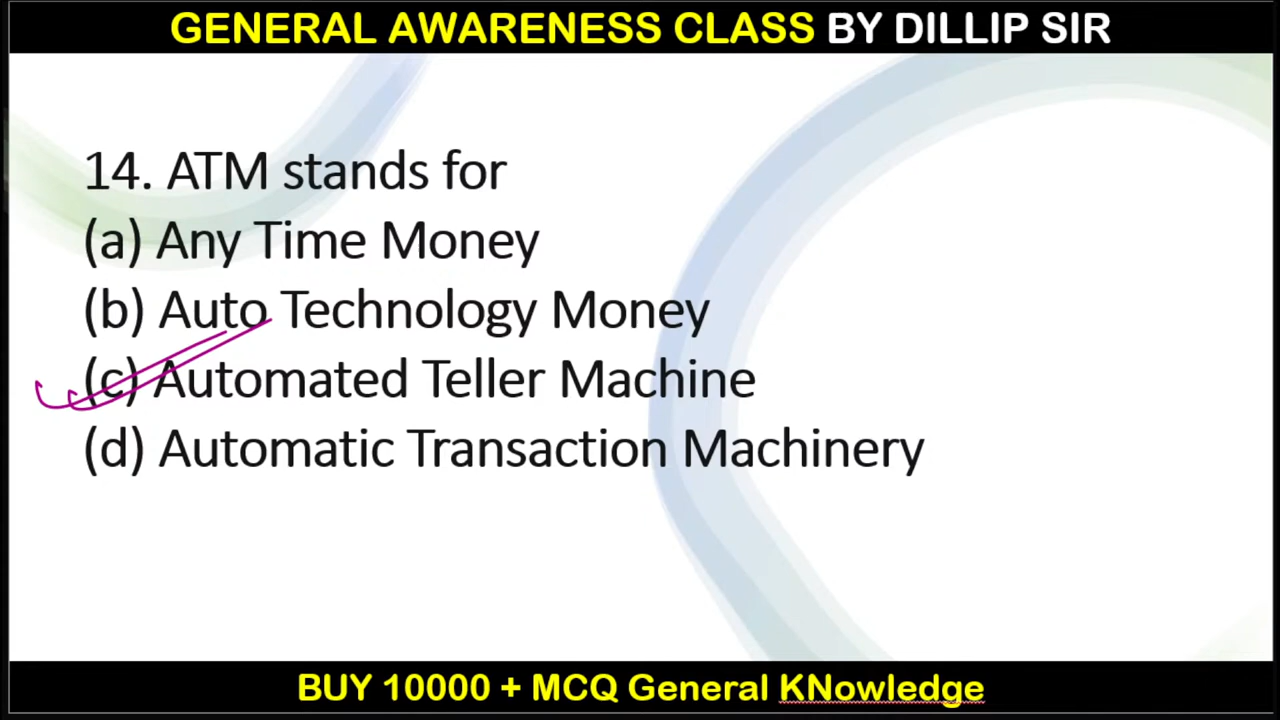 GENERAL AWARENESS CLASS BY DILLIP SIR
14. ATM stands for
(a) Any Time Money
(b) Auto Technology Money
(c) Automated Teller Machine
(d) Automatic Transaction Machinery
BUY 10000 + MCQ General KNowledge